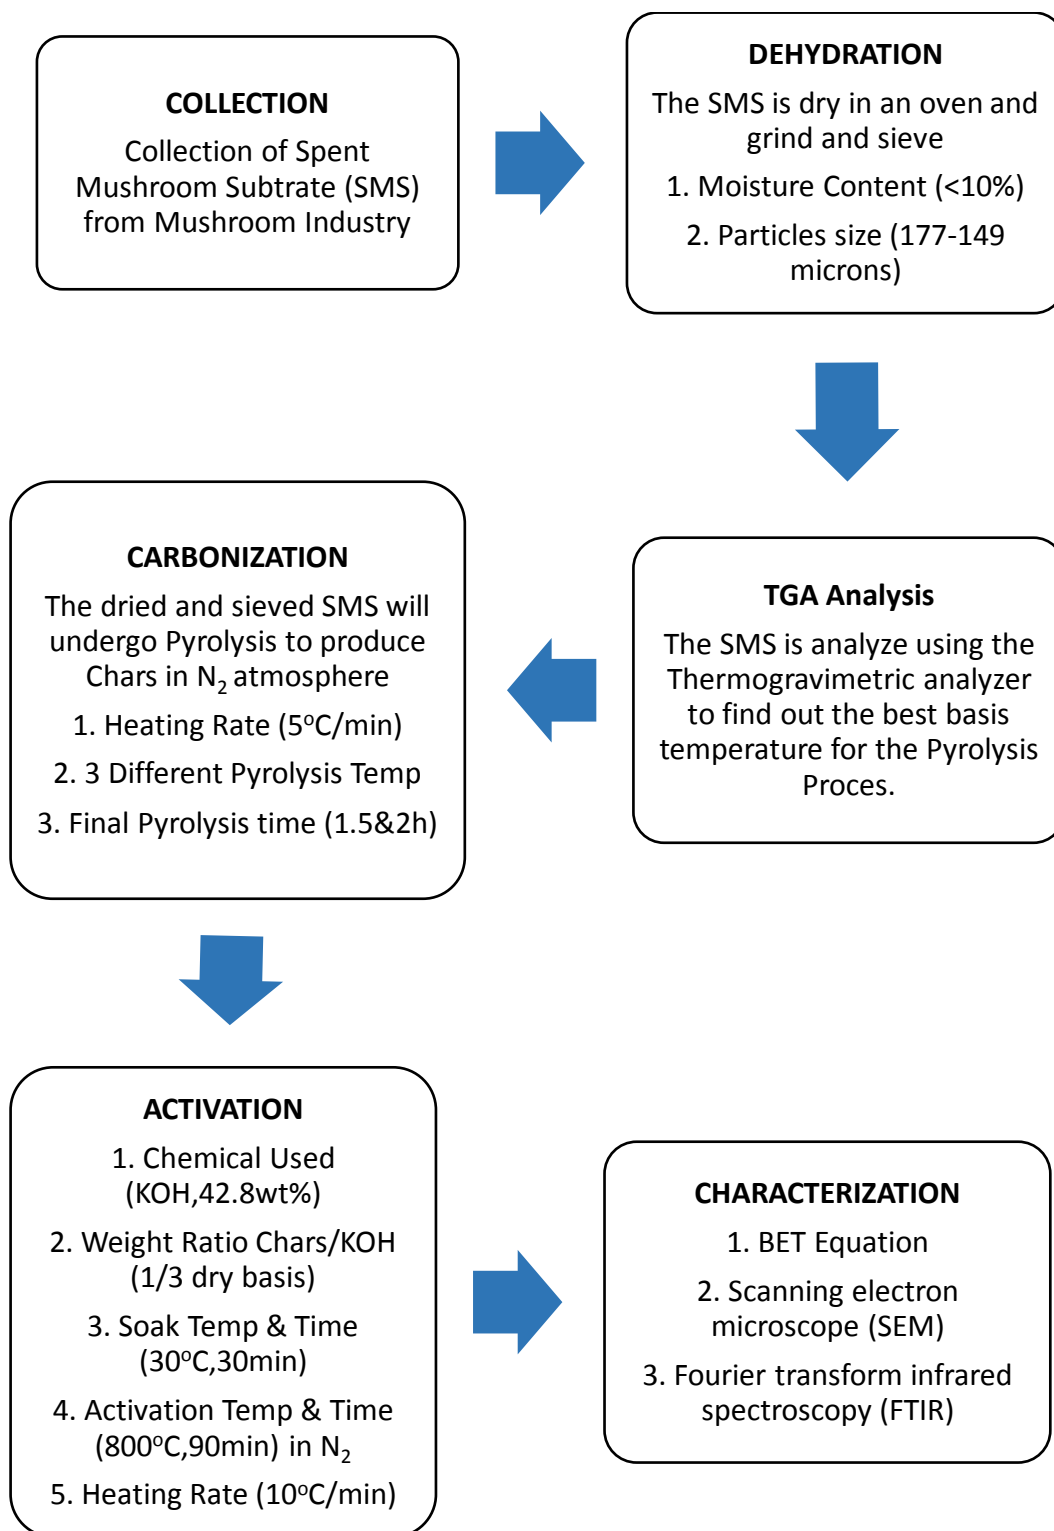 COLLECTION
Collection of Spent
Mushroom Subtrate (SMS)
from Mushroom Industry
DEHYDRATION
The SMS is dry in an oven and
grind and sieve
1. Moisture Content (<10%)
2. Particles size (177-149
microns)
TGA Analysis
The SMS is analyze using the
Thermogravimetric analyzer
to find out the best basis
temperature for the Pyrolysis
Proces.
CARBONIZATION
The dried and sieved SMS will
undergo Pyrolysis to produce
Chars in N₂ atmosphere
1. Heating Rate (5°C/min)
2. 3 Different Pyrolysis Temp
3. Final Pyrolysis time (1.5&2h)
ACTIVATION
1. Chemical Used
(KOH,42.8wt%)
2. Weight Ratio Chars/KOH
(1/3 dry basis)
3. Soak Temp & Time
(30°C,30min)
4. Activation Temp & Time
(800°C,90min) in N₂
5. Heating Rate (10°C/min)
CHARACTERIZATION
1. BET Equation
2. Scanning electron
microscope (SEM)
3. Fourier transform infrared
spectroscopy (FTIR)